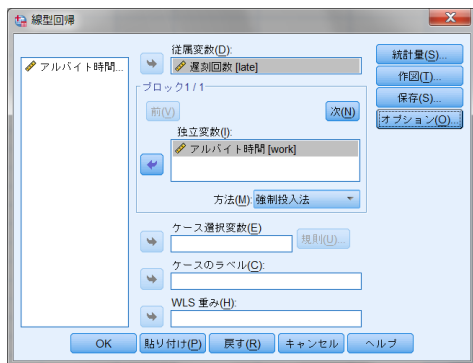 線型回帰
アルバイト時間...
従属変数(D):
遅刻回数 [late]
ブロック1 / 1
前(V)
次(N)
独立変数(I):
アルバイト時間 [work]
方法(M): 強制投入法
ケース選択変数(E)
規則(U)...
ケースのラベル(C):
WLS 重み(H):
統計量(S)...
作図(T)...
保存(S)...
オプション(O)...
OK
貼り付け(P)
戻す(R)
キャンセル
ヘルプ